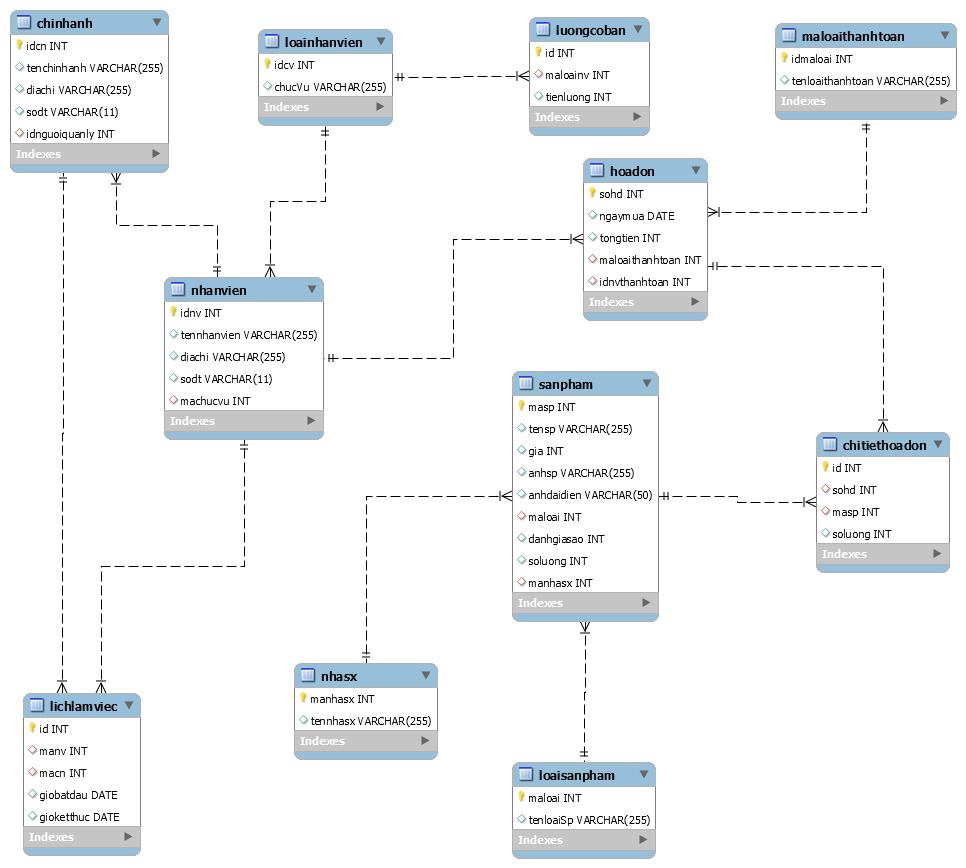 chinhanh
idcn INT
tenchinhanh VARCHAR(255)
diachi VARCHAR(255)
sodt VARCHAR(11)
idnguoiquanly INT
Indexes
loainhanvien
idcv INT
chucVu VARCHAR(255)
Indexes
luongcoban
id INT
maloainv INT
tienluong INT
Indexes
maloaithanhtoan
idmaloai INT
tenloaithanhtoan VARCHAR(255)
Indexes
hoadon
sohd INT
ngaymua DATE
tongtien INT
maloaithanhtoan INT
idnvthanhtoan INT
Indexes
nhanvien
idnv INT
tennhanvien VARCHAR(255)
diachi VARCHAR(255)
sodt VARCHAR(11)
machucvu INT
Indexes
sanpham
masp INT
tensp VARCHAR(255)
gia INT
anhsp VARCHAR(255)
anhdaidien VARCHAR(50)
maloai INT
danhgiasao INT
soluong INT
manhasx INT
Indexes
chitiethoadon
id INT
sohd INT
masp INT
soluong INT
Indexes
nhasx
manhasx INT
tennhasx VARCHAR(255)
Indexes
lichlamviec
id INT
manv INT
macn INT
giobatdau DATE
gioketthuc DATE
Indexes
loaisanpham
maloai INT
tenloaiSp VARCHAR(255)
Indexes